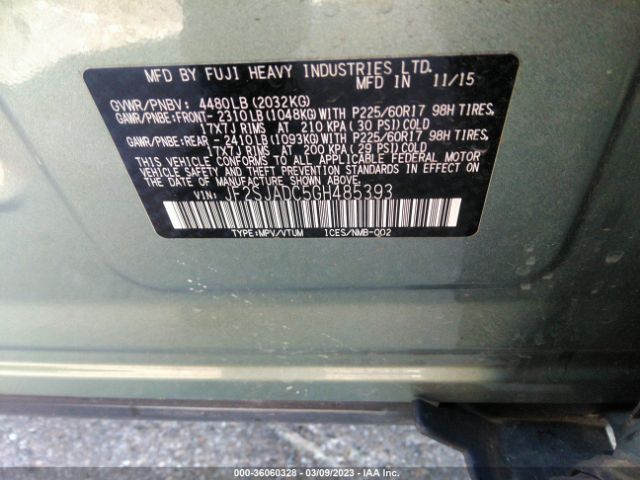 MFD BY FUJI HEAVY INDUSTRIES LTD.
MFD IN 11/15
GVWR/PNBV: 4480LB (2032KG)
GAWR/PNBE:FRONT- 2310LB (1048KG)WITH P225/60R17 98H TIRES,
17X7J RIMS AT 210 KPA (30 PSI)COLD
GAWR/PNBE:REAR - 2410LB (1093KG)WITH P225/60R17 98H TIRES,
17X7J RIMS AT 200 KPA (29 PSI)COLD
THIS VEHICLE CONFORMS TO ALL APPLICABLE FEDERAL MOTOR
VEHICLE SAFETY AND THEFT PREVENTION STANDARDS IN EFFECT
ON THE DATE OF MANUFACTURE SHOWN ABOVE.
VIN: JF2SJADC5GH485393
TYPE:MPV/VTUM 1CES/NMB-002
000-36060328 - 03/09/2023 - IAA Inc.